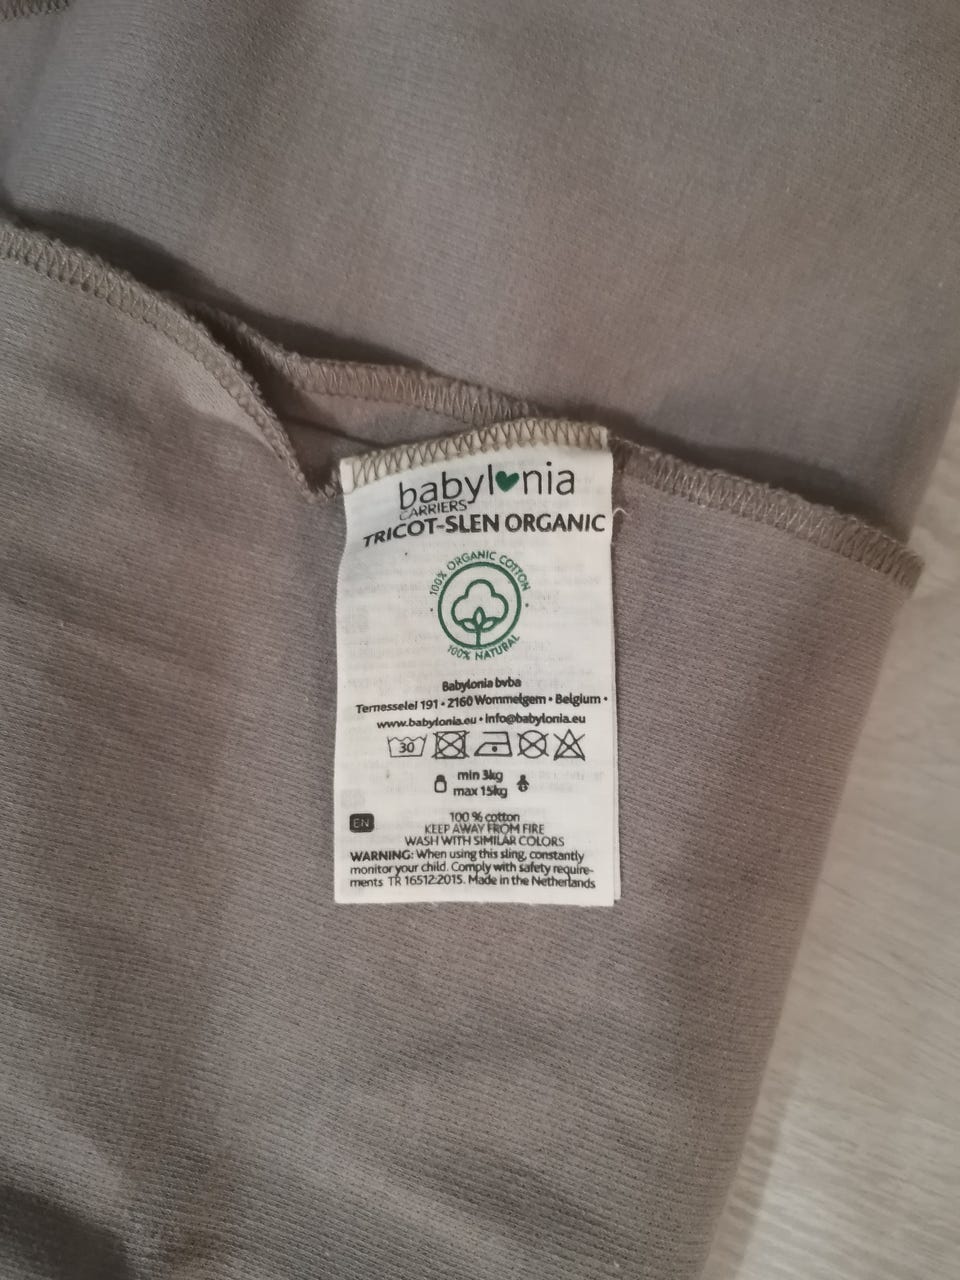 babylonia
CARRIERS
TRICOT-SLEN ORGANIC
100% ORGANIC COTTON
100% NATURAL
Babylonia bvba
Ternesselei 191 • 2160 Wommelgem • Belgium •
www.babylonia.eu • info@babylonia.eu
30
min 3kg
max 15kg
EN
100 % cotton
KEEP AWAY FROM FIRE
WASH WITH SIMILAR COLORS
WARNING: When using this sling, constantly
monitor your child. Comply with safety require-
ments TR 16512:2015. Made in the Netherlands